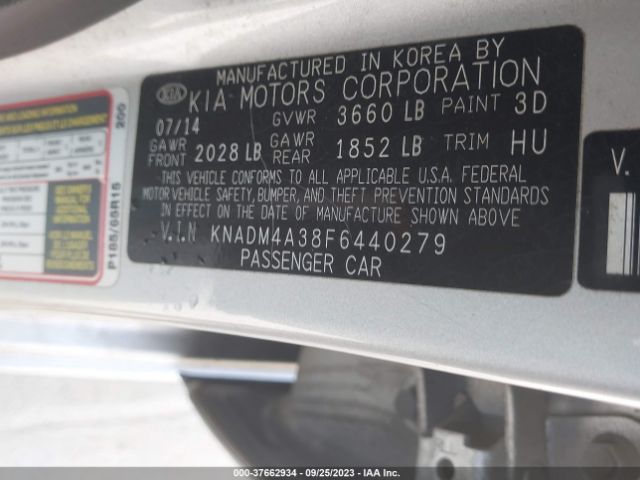 MANUFACTURED IN KOREA BY
KIA KIA MOTORS CORPORATION
07/14 GVWR 3660 LB PAINT 3D
GAWR FRONT 2028 LB GAWR REAR 1852 LB TRIM HU
THIS VEHICLE CONFORMS TO ALL APPLICABLE U.S.A. FEDERAL
MOTOR VEHICLE SAFETY, BUMPER, AND THEFT PREVENTION STANDARDS
IN EFFECT ON THE DATE OF MANUFACTURE SHOWN ABOVE
V.I.N KNADM4A38F6440279
PASSENGER CAR
P185/65R15
V.
000-37662934 - 09/25/2023 - IAA Inc.